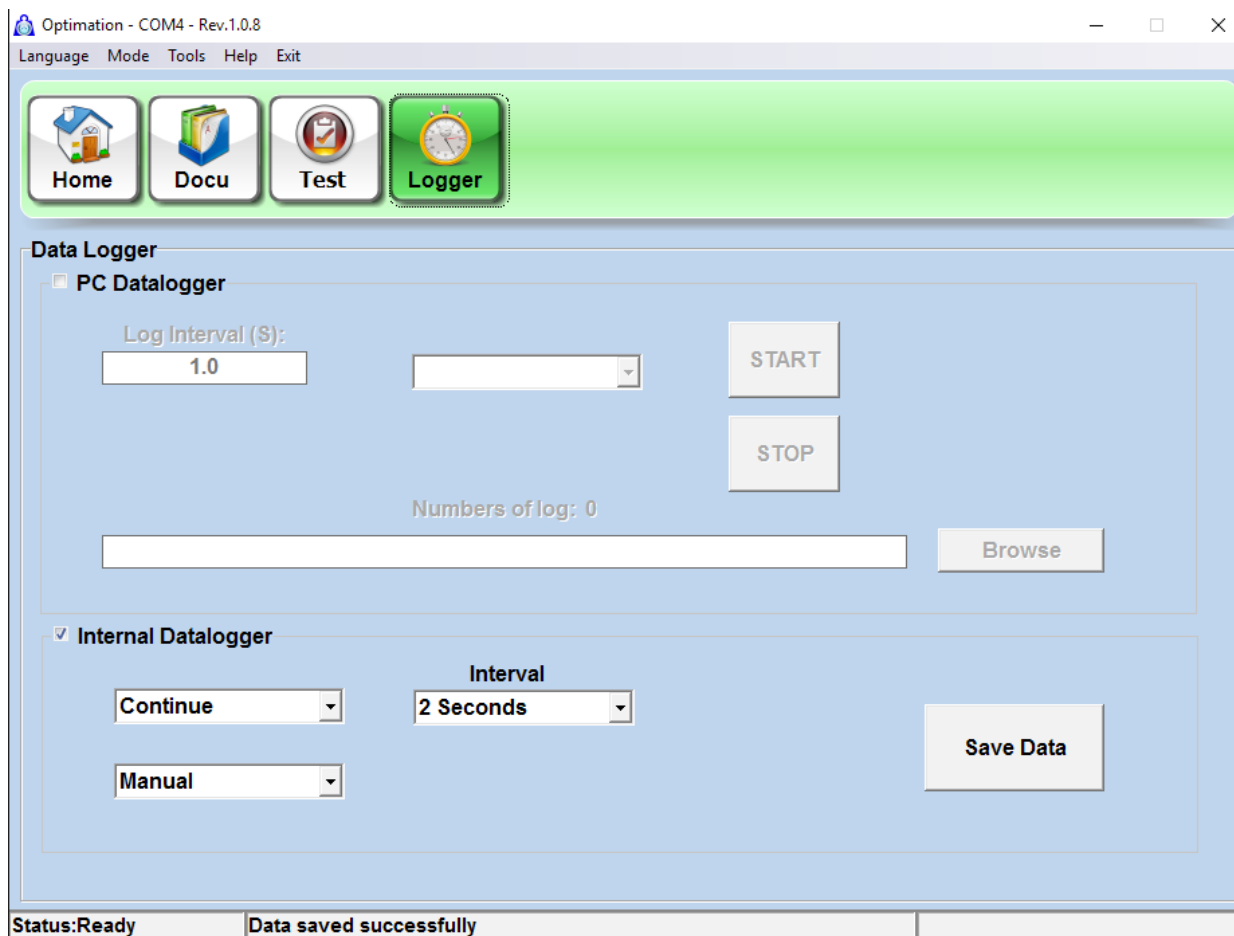 Optimation - COM4 - Rev.1.0.8
Language Mode Tools Help Exit
Home Docu Test Logger
Data Logger
PC Datalogger
Log Interval (S):
1.0
START
STOP
Numbers of log: 0
Browse
Internal Datalogger
Interval
Continue 2 Seconds
Save Data
Manual
Status:Ready Data saved successfully